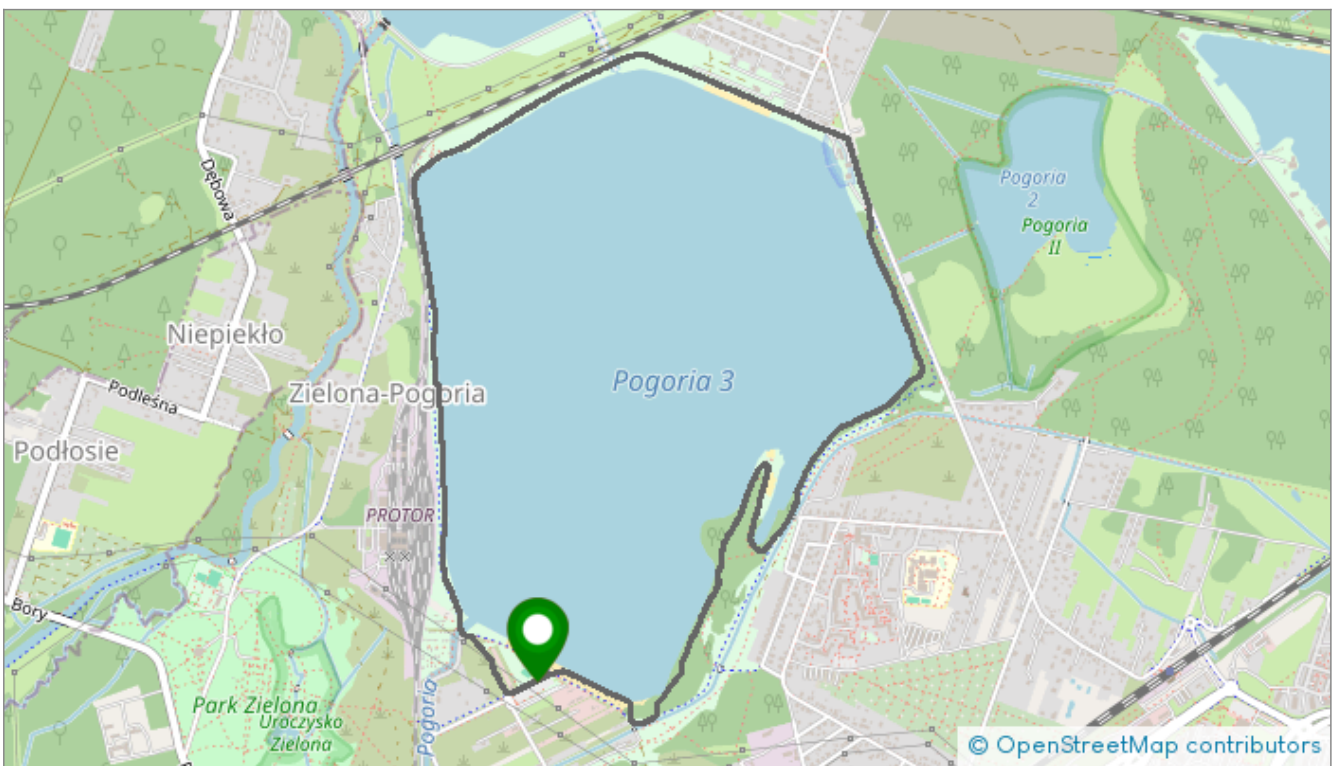 Dębowa
Pogoria
2
Pogoria
II
Niepiekło
Pogoria 3
Podleśna
Zielona-Pogoria
Podłosie
PROTOR
Bory
Park Zielona
Uroczysko
Zielona
Pogoria
© OpenStreetMap contributors